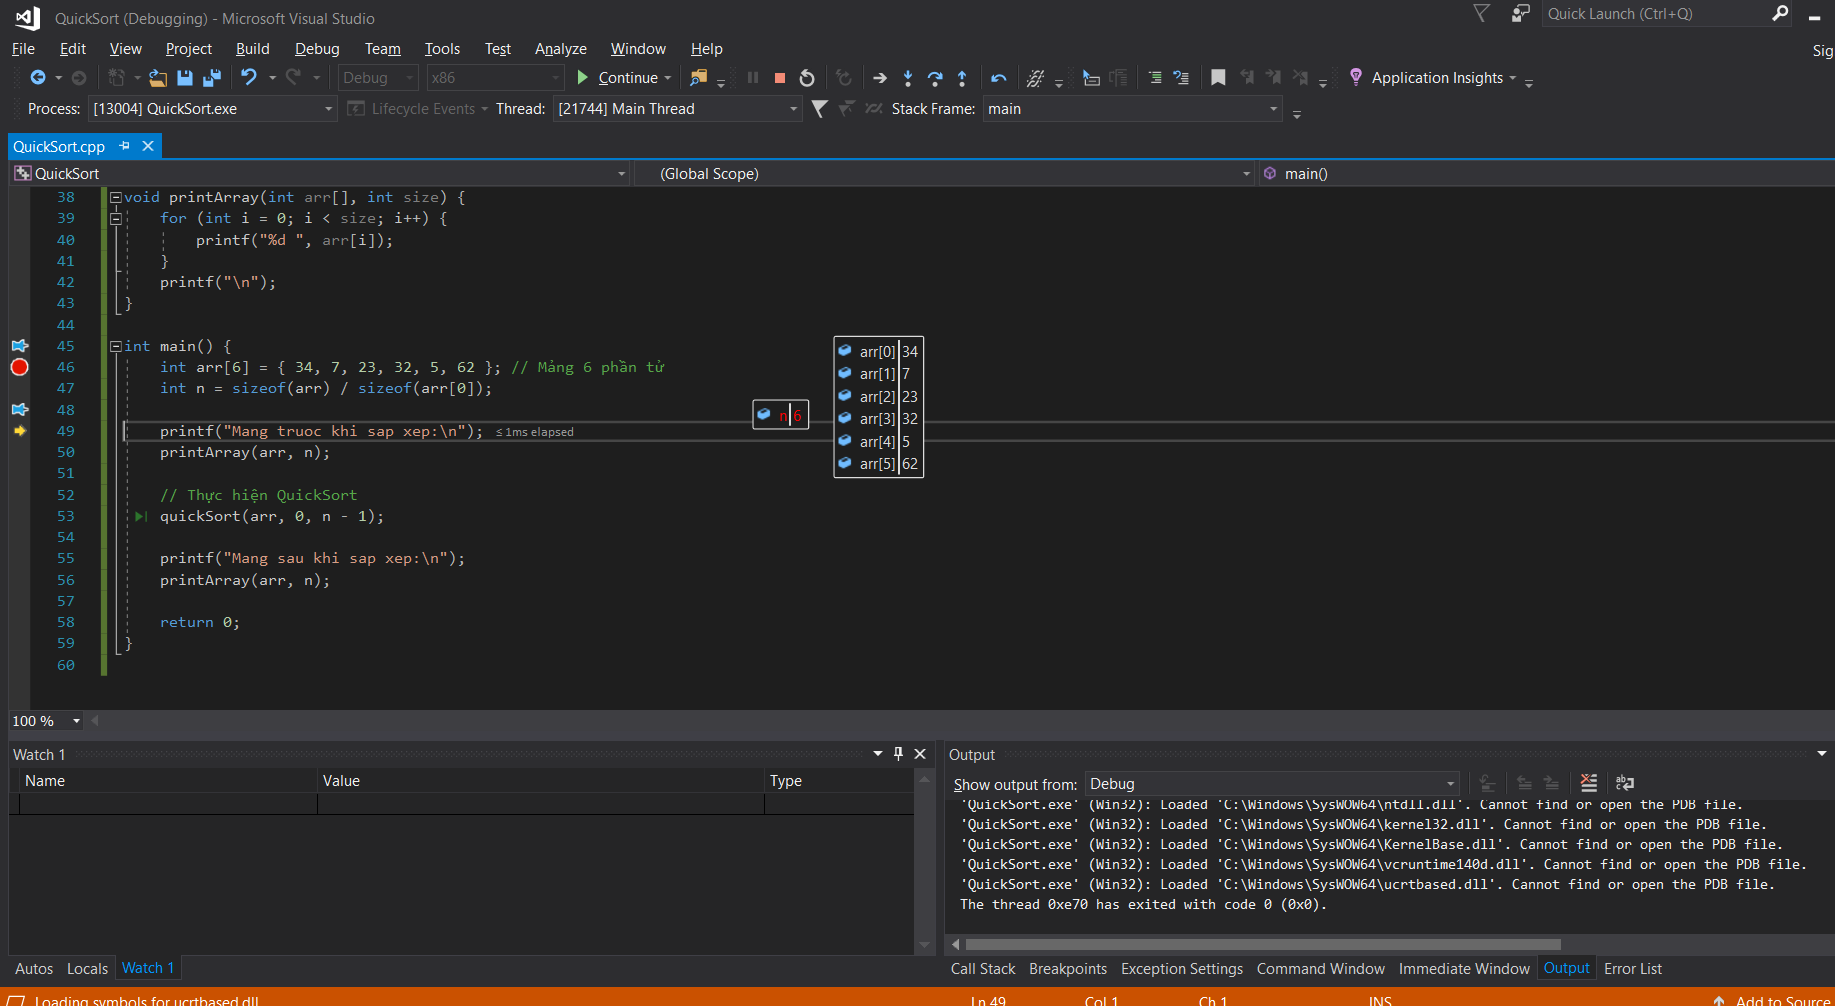 QuickSort (Debugging) - Microsoft Visual Studio
Quick Launch (Ctrl+Q)
File Edit View Project Build Debug Team Tools Test Analyze Window Help
Sig
Debug x86 Continue Application Insights
Process: [13004] QuickSort.exe Lifecycle Events Thread: [21744] Main Thread Stack Frame: main
QuickSort.cpp
QuickSort (Global Scope) main()
38 void printArray(int arr[], int size) {
39 for (int i = 0; i < size; i++) {
40 printf("%d ", arr[i]);
41 }
42 printf("\n");
43 }
44
45 int main() {
46 int arr[6] = { 34, 7, 23, 32, 5, 62 }; // Mảng 6 phần tử
47 int n = sizeof(arr) / sizeof(arr[0]);
48
49 printf("Mang truoc khi sap xep:\n"); ≤ 1ms elapsed
50 printArray(arr, n);
51
52 // Thực hiện QuickSort
53 quickSort(arr, 0, n - 1);
54
55 printf("Mang sau khi sap xep:\n");
56 printArray(arr, n);
57
58 return 0;
59 }
60
n 6
arr[0] 34
arr[1] 7
arr[2] 23
arr[3] 32
arr[4] 5
arr[5] 62
100 %
Watch 1
Name Value Type
Autos Locals Watch 1
Output
Show output from: Debug
'QuickSort.exe' (Win32): Loaded 'C:\Windows\SysWOW64\ntdll.dll'. Cannot find or open the PDB file.
'QuickSort.exe' (Win32): Loaded 'C:\Windows\SysWOW64\kernel32.dll'. Cannot find or open the PDB file.
'QuickSort.exe' (Win32): Loaded 'C:\Windows\SysWOW64\KernelBase.dll'. Cannot find or open the PDB file.
'QuickSort.exe' (Win32): Loaded 'C:\Windows\SysWOW64\vcruntime140d.dll'. Cannot find or open the PDB file.
'QuickSort.exe' (Win32): Loaded 'C:\Windows\SysWOW64\ucrtbased.dll'. Cannot find or open the PDB file.
The thread 0xe70 has exited with code 0 (0x0).
Call Stack Breakpoints Exception Settings Command Window Immediate Window Output Error List
Loading symbols for ucrtbased.dll Ln 49 Col 1 Ch 1 INS Add to Source